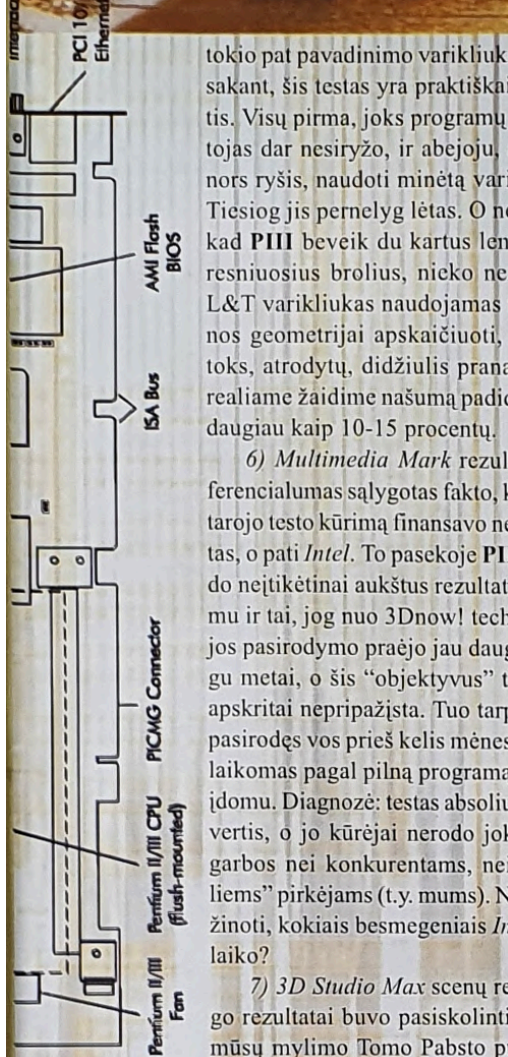 PCI 10/
Ethernet
AMI Flash
BIOS
ISA Bus
PICMG Connector
Pentium II/III CPU
(flush-mounted)
Pentium II/III
Fan
tokio pat pavadinimo varikliuk
sakant, šis testas yra praktiškai
tis. Visų pirma, joks programų
tojas dar nesiryžo, ir abejoju,
nors ryšis, naudoti minėtą vari
Tiesiog jis pernelyg lėtas. O ne
kad PIII beveik du kartus len
resniuosius brolius, nieko ne
L&T varikliukas naudojamas
nos geometrijai apskaičiuoti,
toks, atrodytų, didžiulis prana
realiame žaidime našumą padid
daugiau kaip 10-15 procentų.
6) Multimedia Mark rezul
ferencialumas sąlygotas fakto, k
tarojo testo kūrimą finansavo ne
tas, o pati Intel. To pasekoje PI
do neįtikėtinai aukštus rezultat
mu ir tai, jog nuo 3Dnow! tech
jos pasirodymo praėjo jau daug
gu metai, o šis “objektyvus” t
apskritai nepripažįsta. Tuo tarp
pasirodęs vos prieš kelis mėnes
laikomas pagal pilną programa
įdomu. Diagnozė: testas absoliu
vertis, o jo kūrėjai nerodo jok
garbos nei konkurentams, nei
liems” pirkėjams (t.y. mums). N
žinoti, kokiais besmegeniais In
laiko?
7) 3D Studio Max scenų re
go rezultatai buvo pasiskolinti
mūsų mylimo Tomo Pabsto p